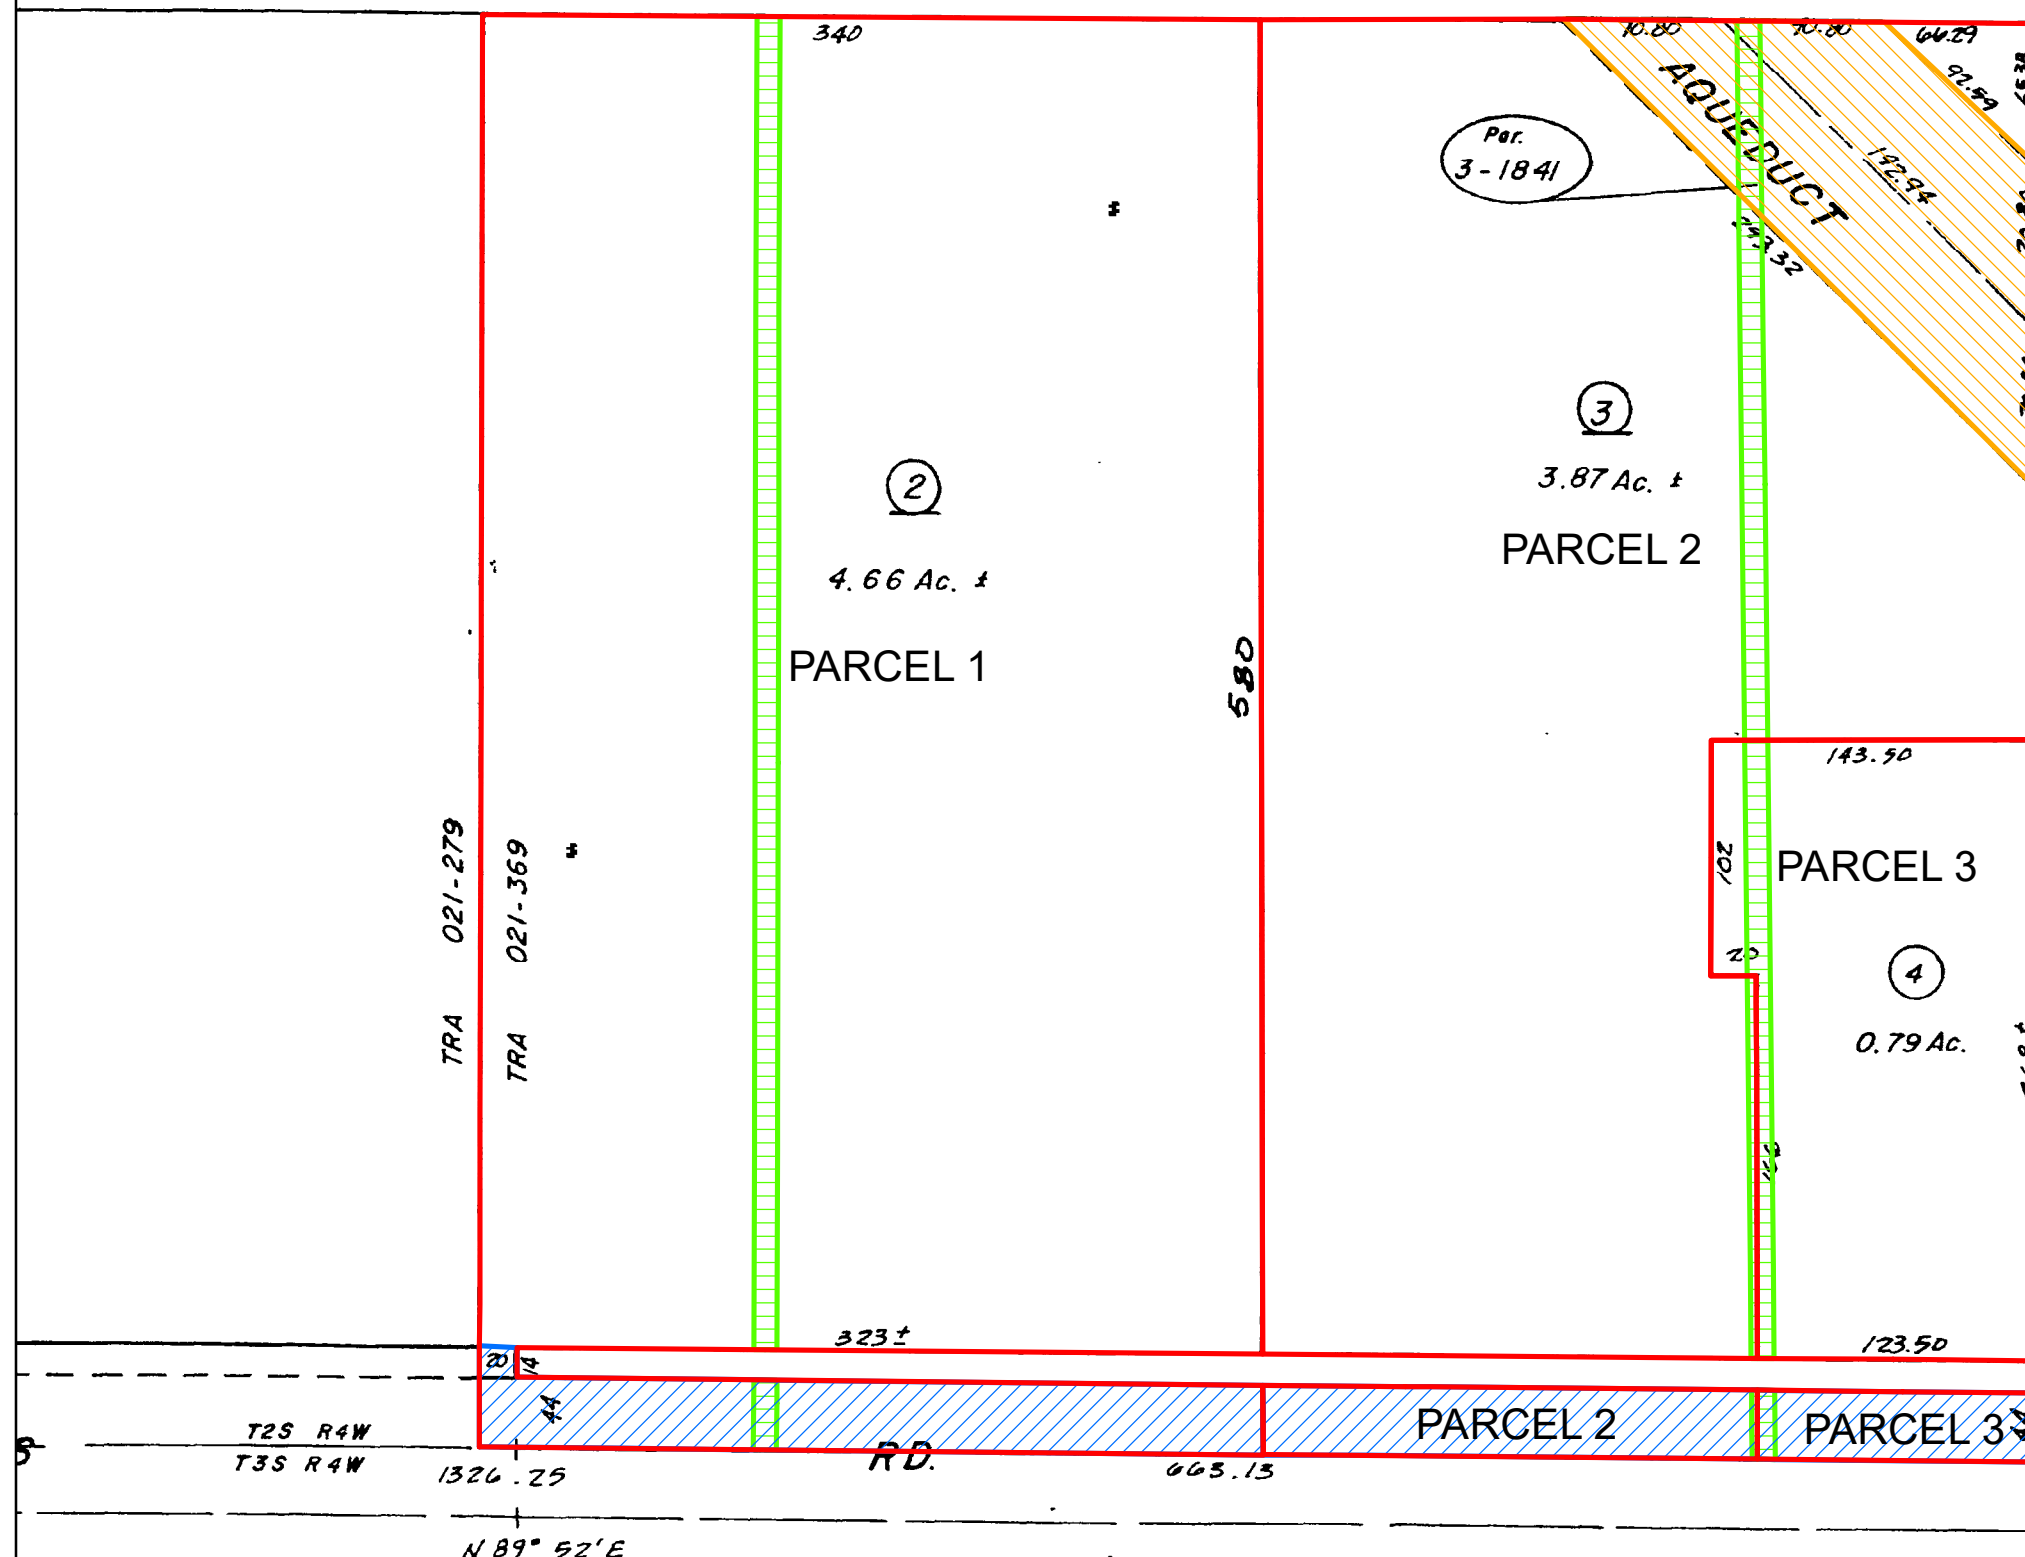 340
70.80
70.80
66.29
92.59
AQUEDUCT
192.94
Par.
3-1841
3
3.87 Ac. ±
PARCEL 2
2
4.66 Ac. ±
PARCEL 1
580
143.50
102
PARCEL 3
20
4
0.79 Ac.
TRA 021-279
TRA 021-369
323±
123.50
20
14
44
PARCEL 2
PARCEL 3
44
T2S R4W
T3S R4W
RD.
1326.25
663.13
N 89° 52' E